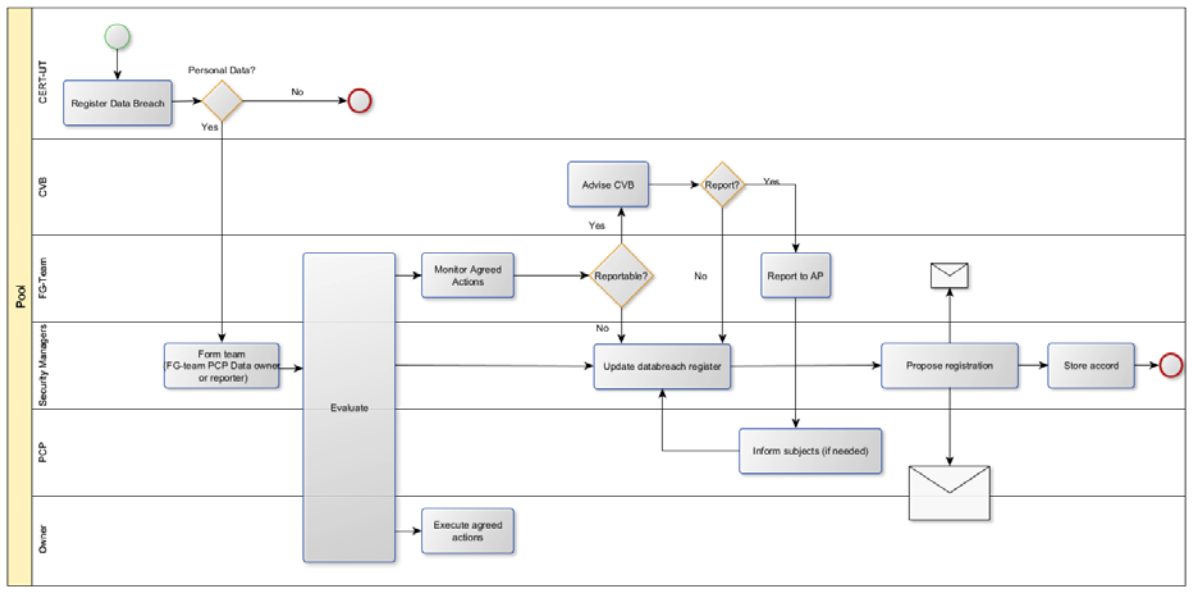 Pool
CERT-UT
Personal Data?
Register Data Breach
No
Yes
CVB
Advise CVB
Report?
Yes
Yes
FG-Team
Monitor Agreed
Actions
Reportable?
No
Report to AP
No
Security Managers
Form team
(FG-team PCP Data owner
or reporter)
Update databreach register
Propose registration
Store accord
Evaluate
PCP
Inform subjects (if needed)
Owner
Execute agreed
actions